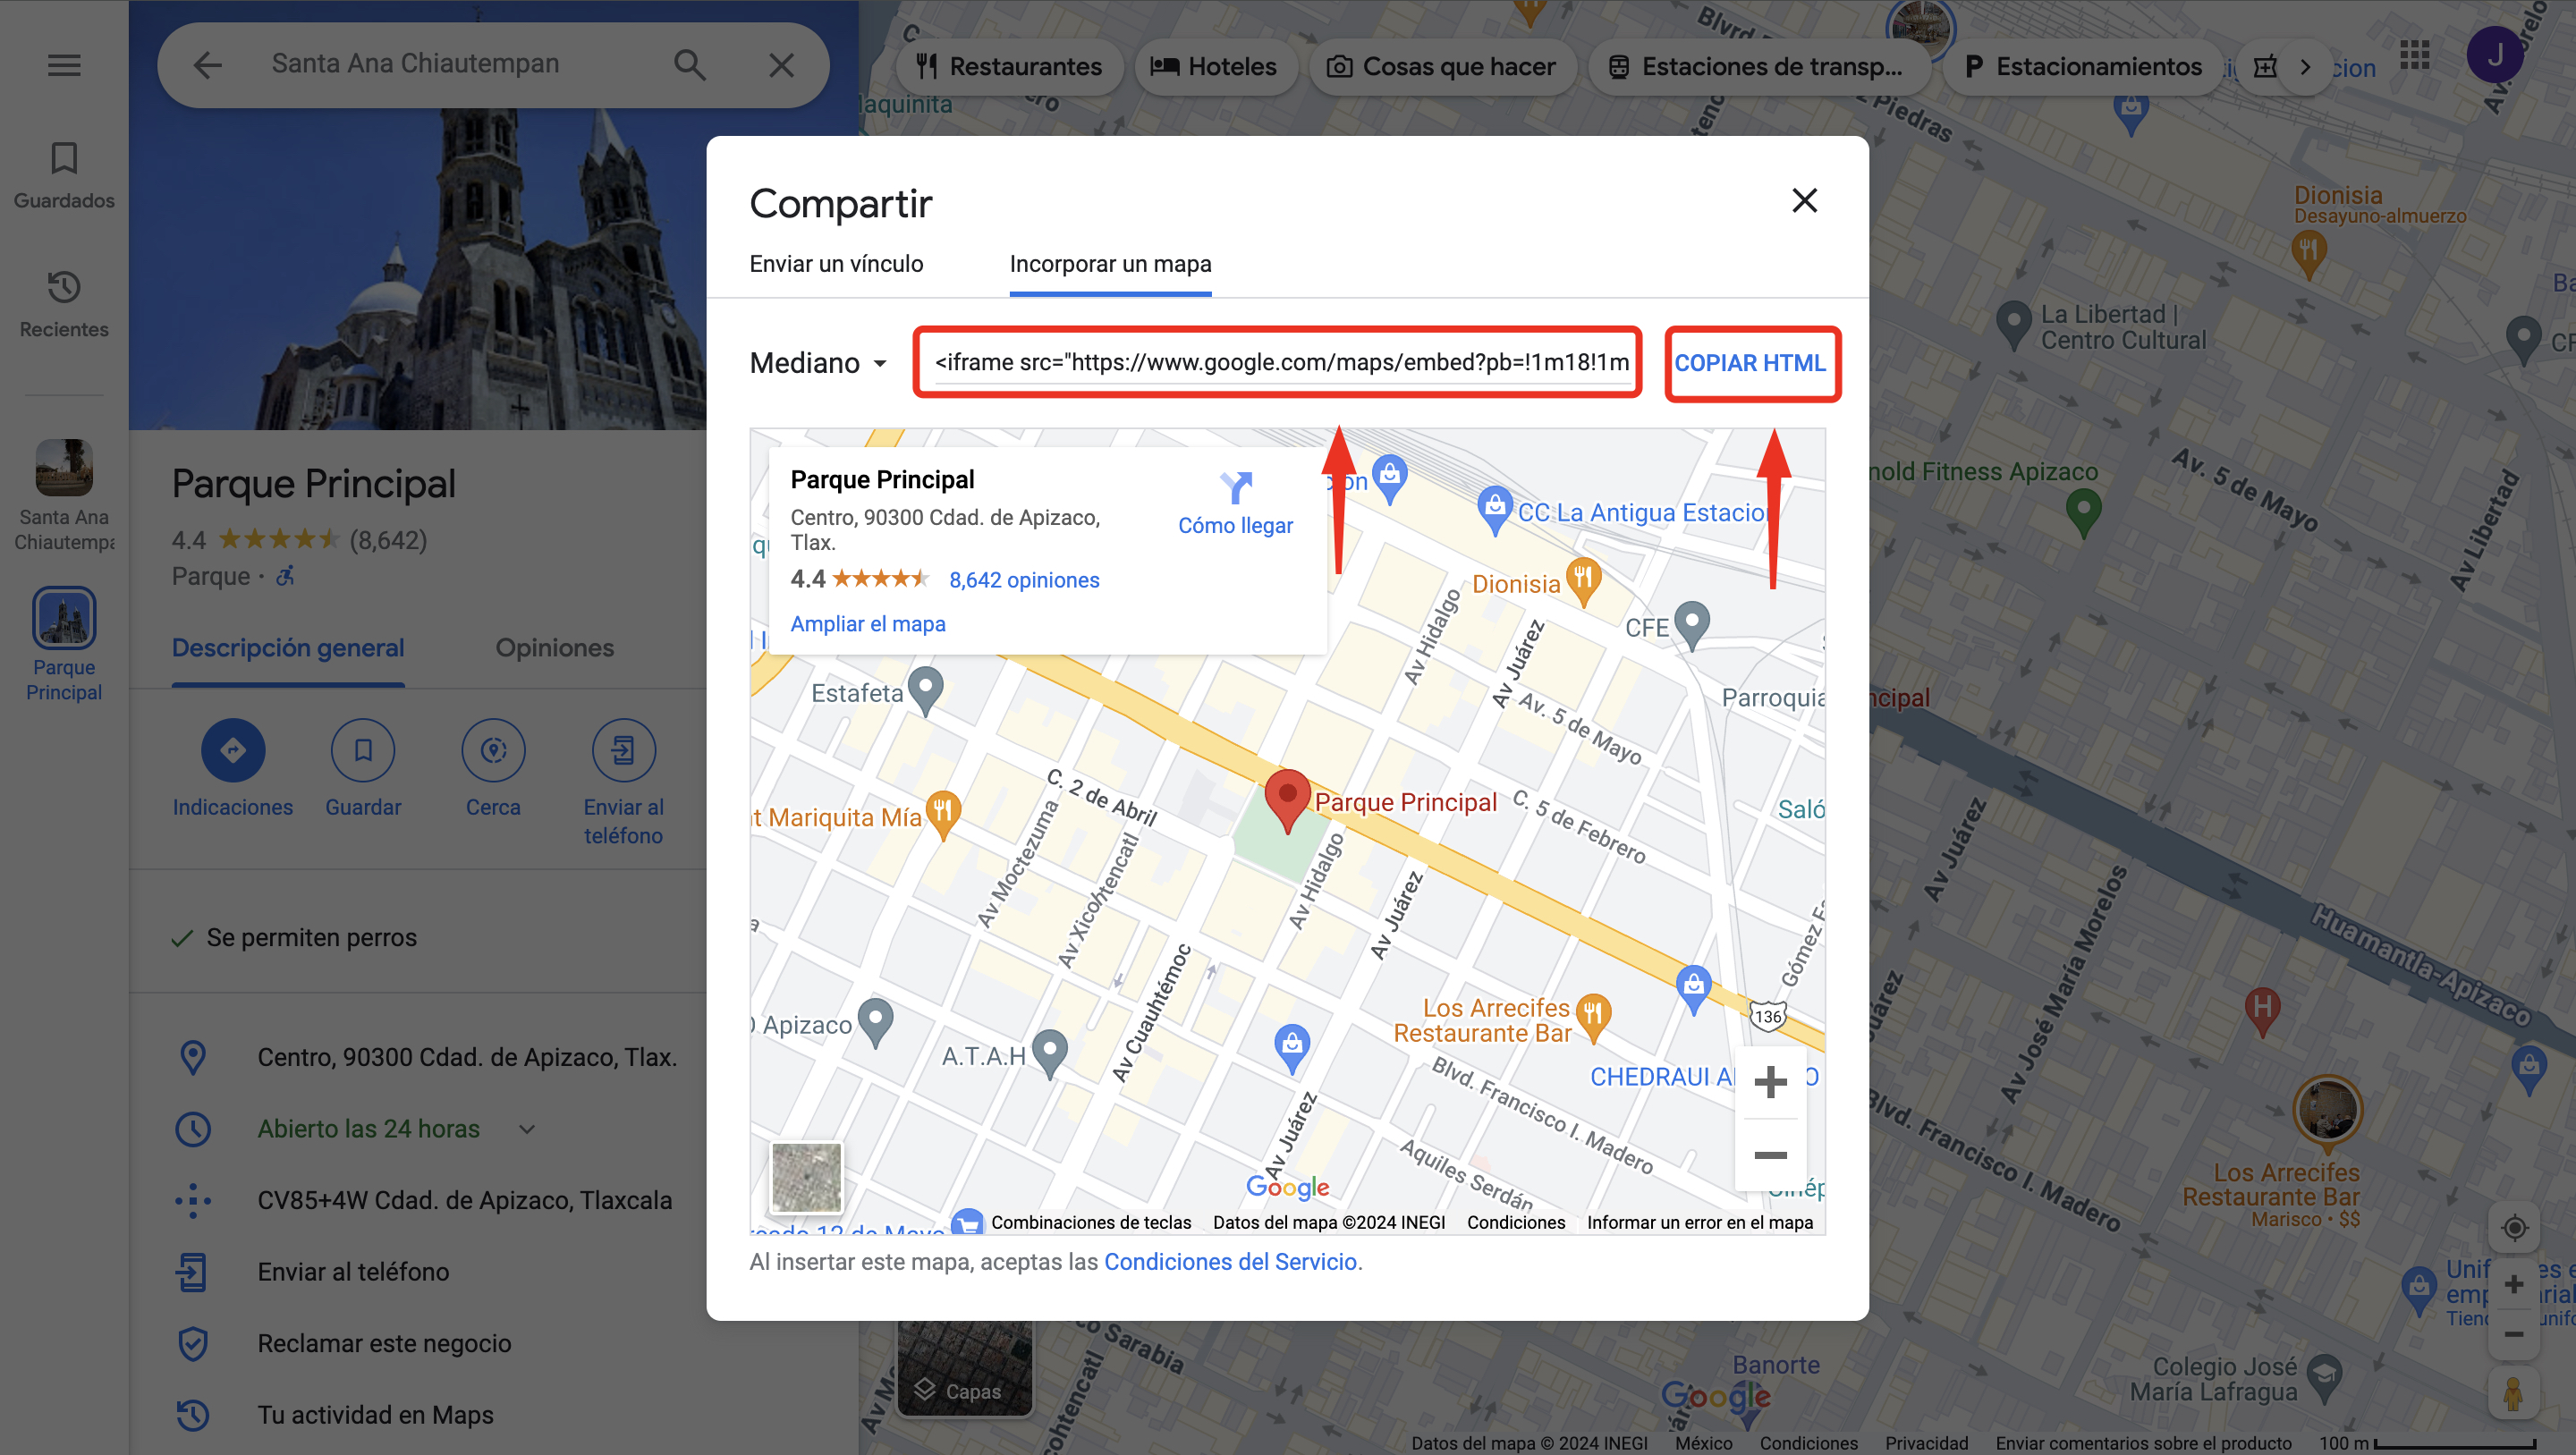 Santa Ana Chiautempan
Restaurantes
Hoteles
Cosas que hacer
Estaciones de transp...
Estacionamientos
Guardados
Recientes
Santa Ana
Parque
Principal
Parque Principal
4.4 (8,642)
Parque ·
Descripción general
Opiniones
Indicaciones
Guardar
Cerca
Enviar al
teléfono
Se permiten perros
Centro, 90300 Cdad. de Apizaco, Tlax.
Abierto las 24 horas
CV85+4W Cdad. de Apizaco, Tlaxcala
Enviar al teléfono
Reclamar este negocio
Tu actividad en Maps
Compartir
Enviar un vínculo
Incorporar un mapa
Mediano
<iframe src="https://www.google.com/maps/embed?pb=!1m18!1m
COPIAR HTML
Parque Principal
Centro, 90300 Cdad. de Apizaco,
Tlax.
4.4 8,642 opiniones
Ampliar el mapa
Cómo llegar
CC La Antigua Estacion
Dionisia
CFE
Estafeta
Av Hidalgo
Av Juárez
Av. 5 de Mayo
Parroquia
C. 2 de Abril
Parque Principal
C. 5 de Febrero
Mariquita Mía
Av Moctezuma
Av Xicohtencatl
Av Hidalgo
Av Juárez
Av Cuauhtémoc
Los Arrecifes
Restaurante Bar
136
Apizaco
A.T.A.H
CHEDRAUI
Blvd. Francisco I. Madero
Av Juárez
Aquiles Serdán
Google
Combinaciones de teclas
Datos del mapa ©2024 INEGI
Condiciones
Informar un error en el mapa
Al insertar este mapa, aceptas las Condiciones del Servicio.
J
Dionisia
Desayuno-almuerzo
La Libertad |
Centro Cultural
nold Fitness Apizaco
Av. 5 de Mayo
Av Libertad
Av Juárez
Av José María Morelos
Huamantla-Apizaco
H
Blvd. Francisco I. Madero
Los Arrecifes
Restaurante Bar
Marisco · $$
Banorte
Colegio José
María Lafragua
Capas
Google
Datos del mapa © 2024 INEGI
México
Condiciones
Privacidad
Enviar comentarios sobre el producto
100 m